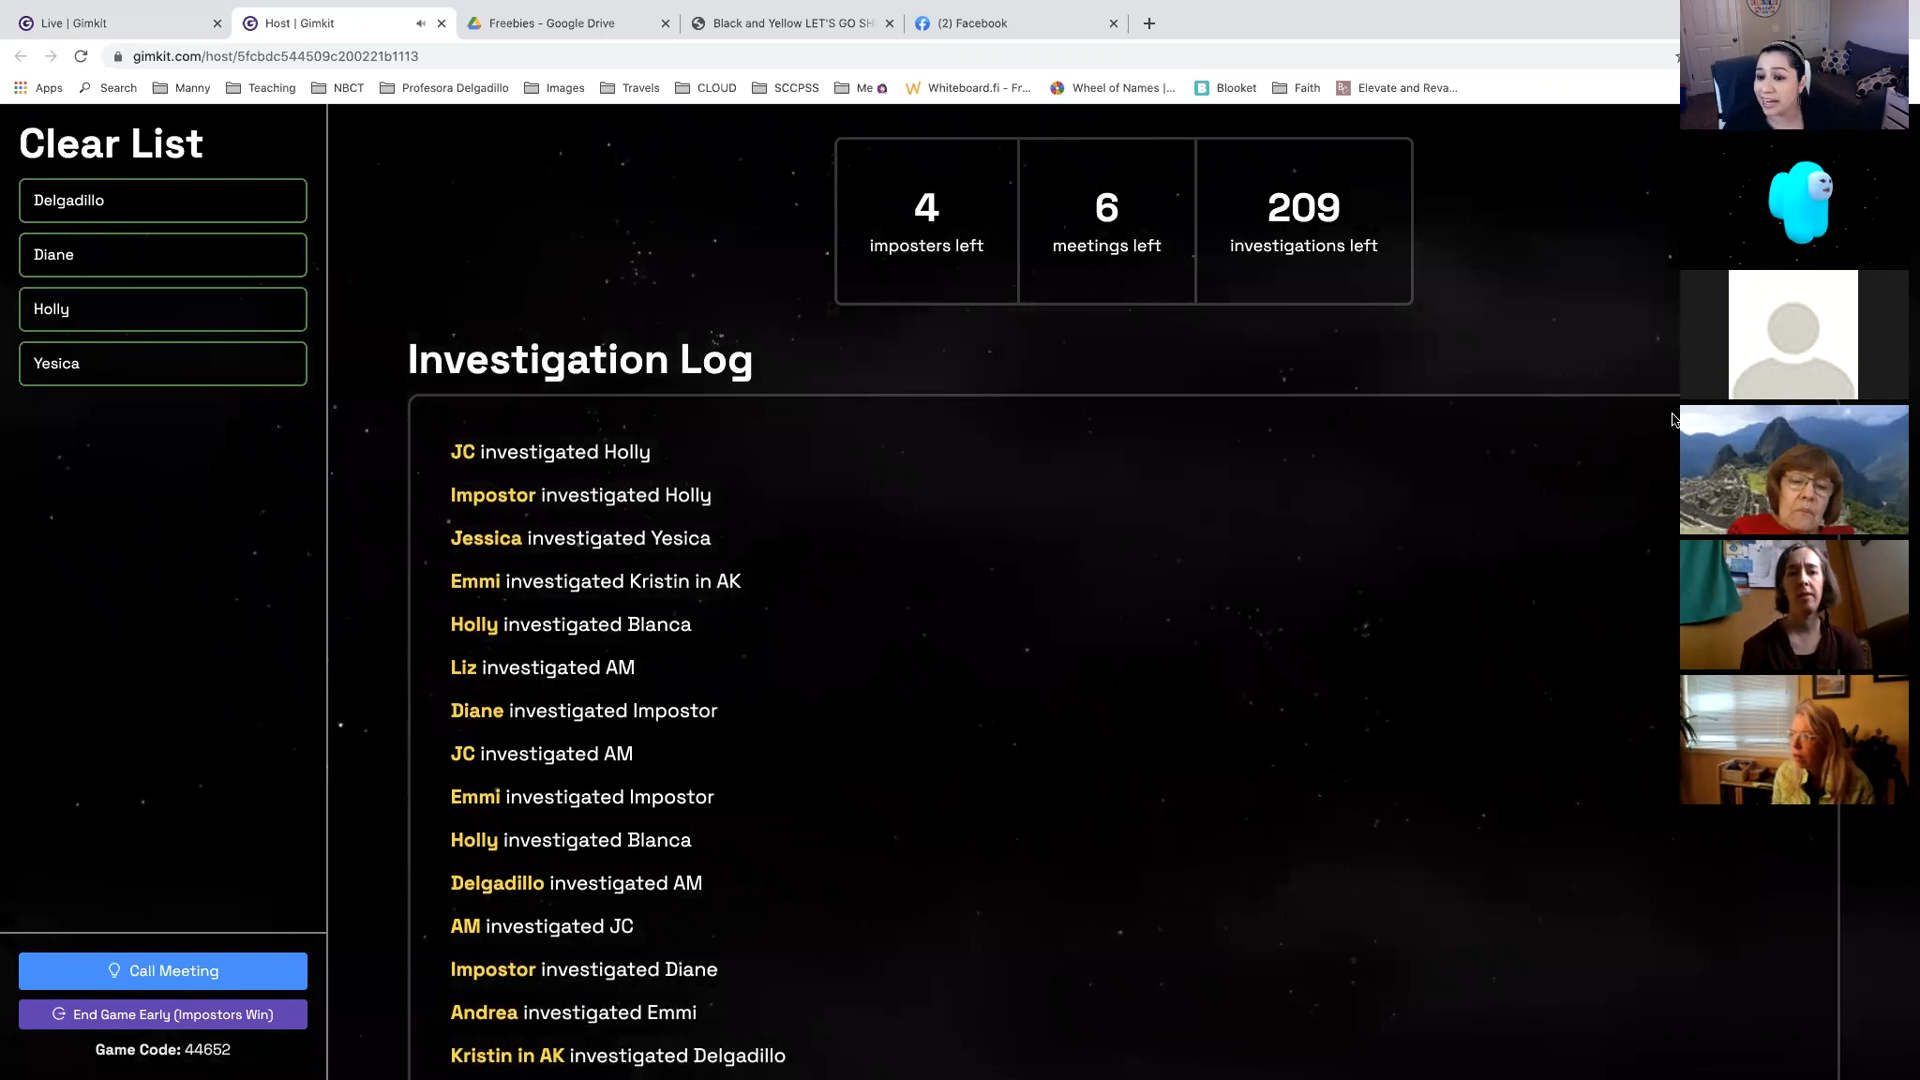 Live | Gimkit
Host | Gimkit
Freebies - Google Drive
Black and Yellow LET'S GO SH
(2) Facebook
gimkit.com/host/5fcbdc544509c200221b1113
Apps
Search
Manny
Teaching
NBCT
Profesora Delgadillo
Images
Travels
CLOUD
SCCPSS
Me
Whiteboard.fi - Fr...
Wheel of Names |...
Blooket
Faith
Elevate and Reva...
Clear List
Delgadillo
Diane
Holly
Yesica
4
imposters left
6
meetings left
209
investigations left
Investigation Log
JC investigated Holly
Impostor investigated Holly
Jessica investigated Yesica
Emmi investigated Kristin in AK
Holly investigated Blanca
Liz investigated AM
Diane investigated Impostor
JC investigated AM
Emmi investigated Impostor
Holly investigated Blanca
Delgadillo investigated AM
AM investigated JC
Impostor investigated Diane
Andrea investigated Emmi
Kristin in AK investigated Delgadillo
Call Meeting
End Game Early (Impostors Win)
Game Code: 44652